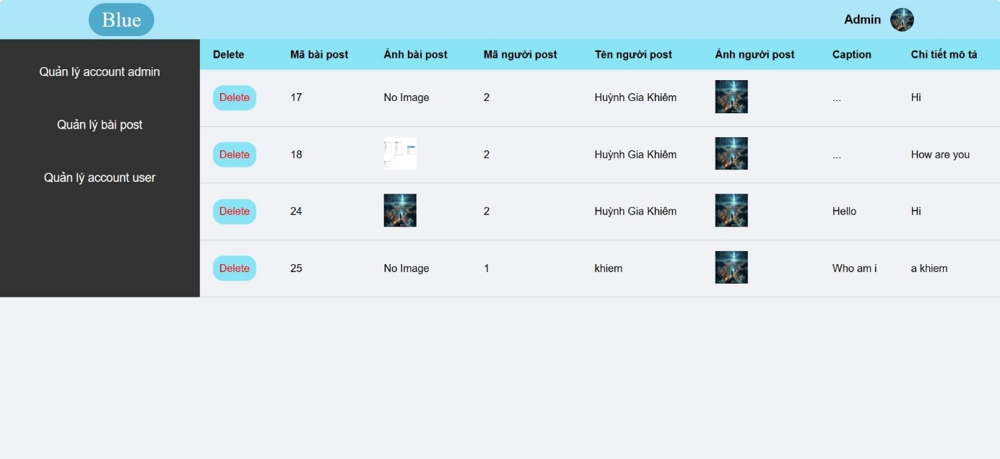 Blue
Admin
Quản lý account admin
Quản lý bài post
Quản lý account user
Delete Mã bài post Ảnh bài post Mã người post Tên người post Ảnh người post Caption Chi tiết mô tả
Delete 17 No Image 2 Huỳnh Gia Khiêm ... Hi
Delete 18 2 Huỳnh Gia Khiêm ... How are you
Delete 24 2 Huỳnh Gia Khiêm Hello Hi
Delete 25 No Image 1 khiem Who am i a khiem